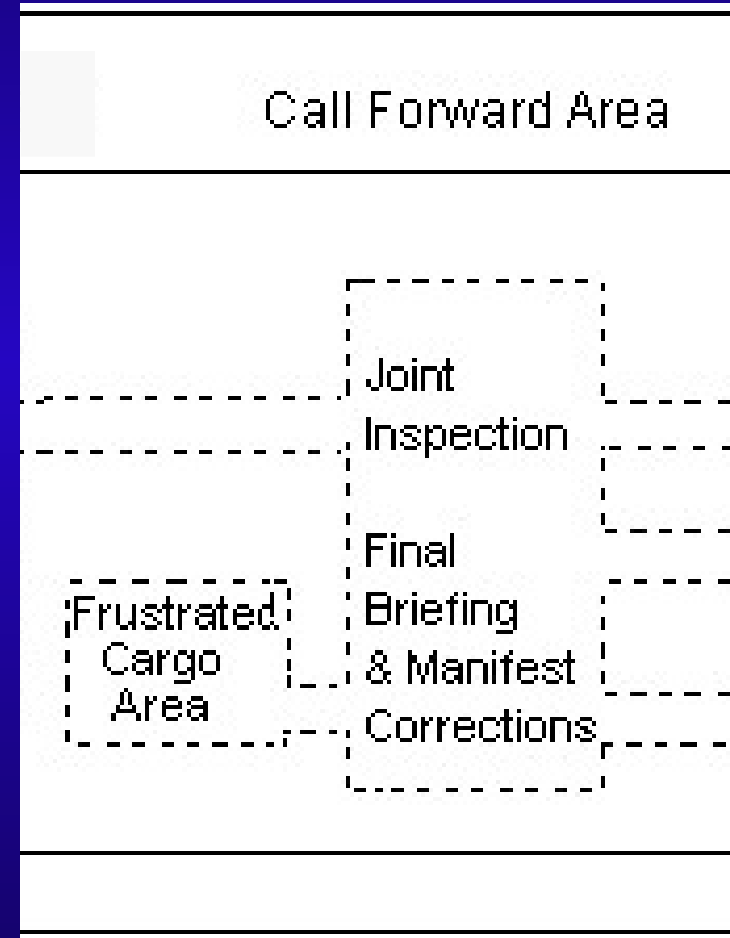 Call Forward Area
Joint
Inspection
Final
Briefing
& Manifest
Corrections
Frustrated
Cargo
Area